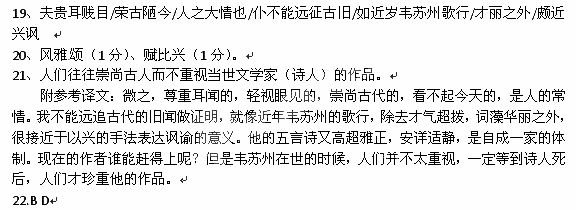 19、夫贵耳贱目/荣古陋今/人之大情也/仆不能远征古旧/如近岁韦苏州歌行/才丽之外/颇近
兴讽
20、风雅颂（1分）、赋比兴（1分）。
21、人们往往崇尚古人而不重视当世文学家（诗人）的作品。
附参考译文：微之，尊重耳闻的，轻视眼见的，崇尚古代的，看不起今天的，是人的常
情。我不能远追古代的旧闻做证明，就像近年韦苏州的歌行，除去才气超拨，词藻华丽之外，
很接近于以兴的手法表达讽谕的意义。他的五言诗又高超雅正，安详适静，是自成一家的体
制。现在的作者谁能赶得上呢？但是韦苏州在世的时候，人们并不太重视，一定等到诗人死
后，人们才珍重他的作品。
22.B D